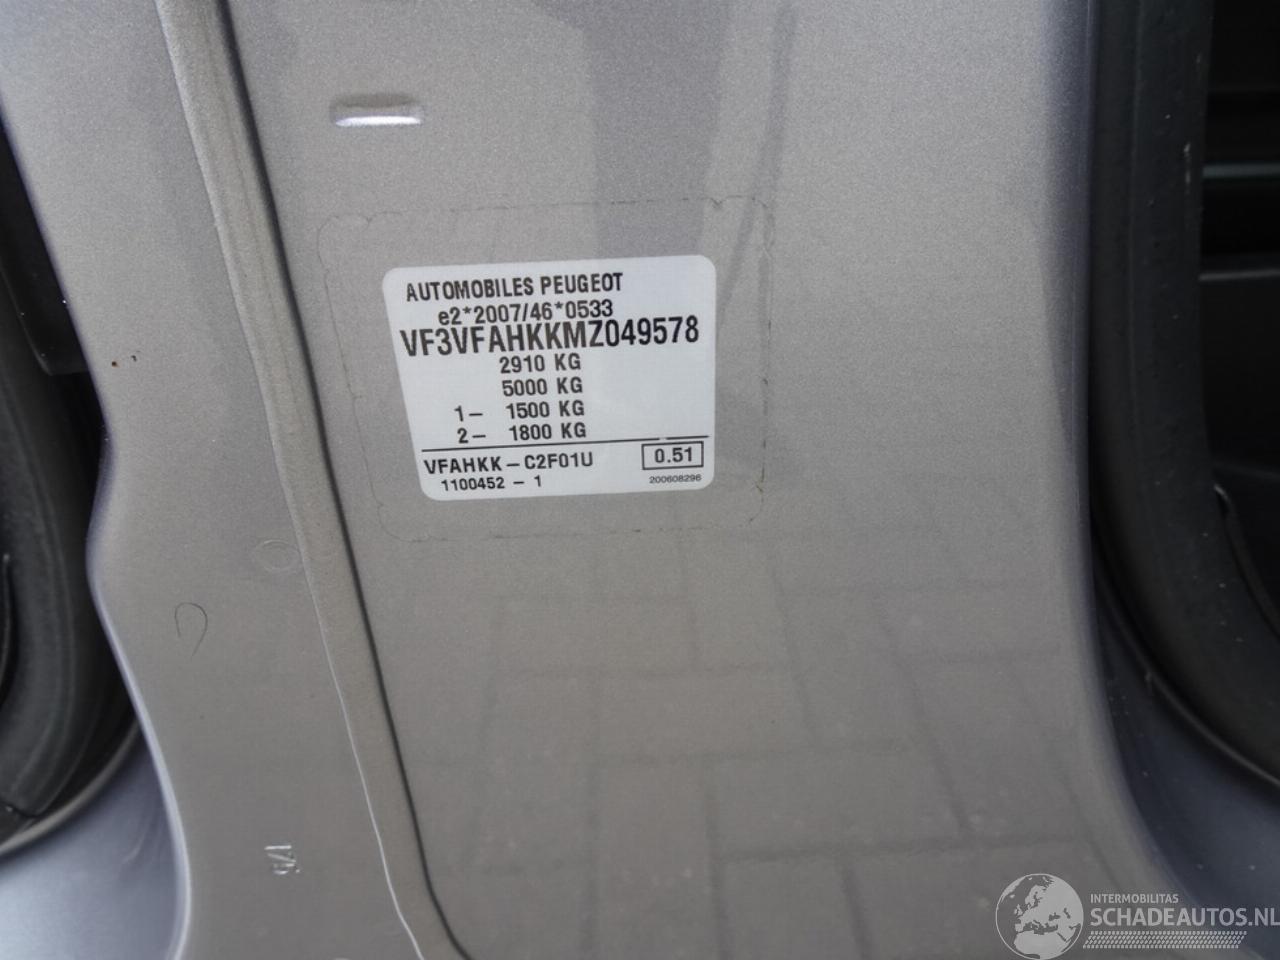 AUTOMOBILES PEUGEOT
e2*2007/46*0533
VF3VFAHKKMZ049578
2910 KG
5000 KG
1- 1500 KG
2- 1800 KG
VFAHKK-C2F01U 0.51
1100452-1 200608296
INTERMOBILITAS
SCHADEAUTOS.NL